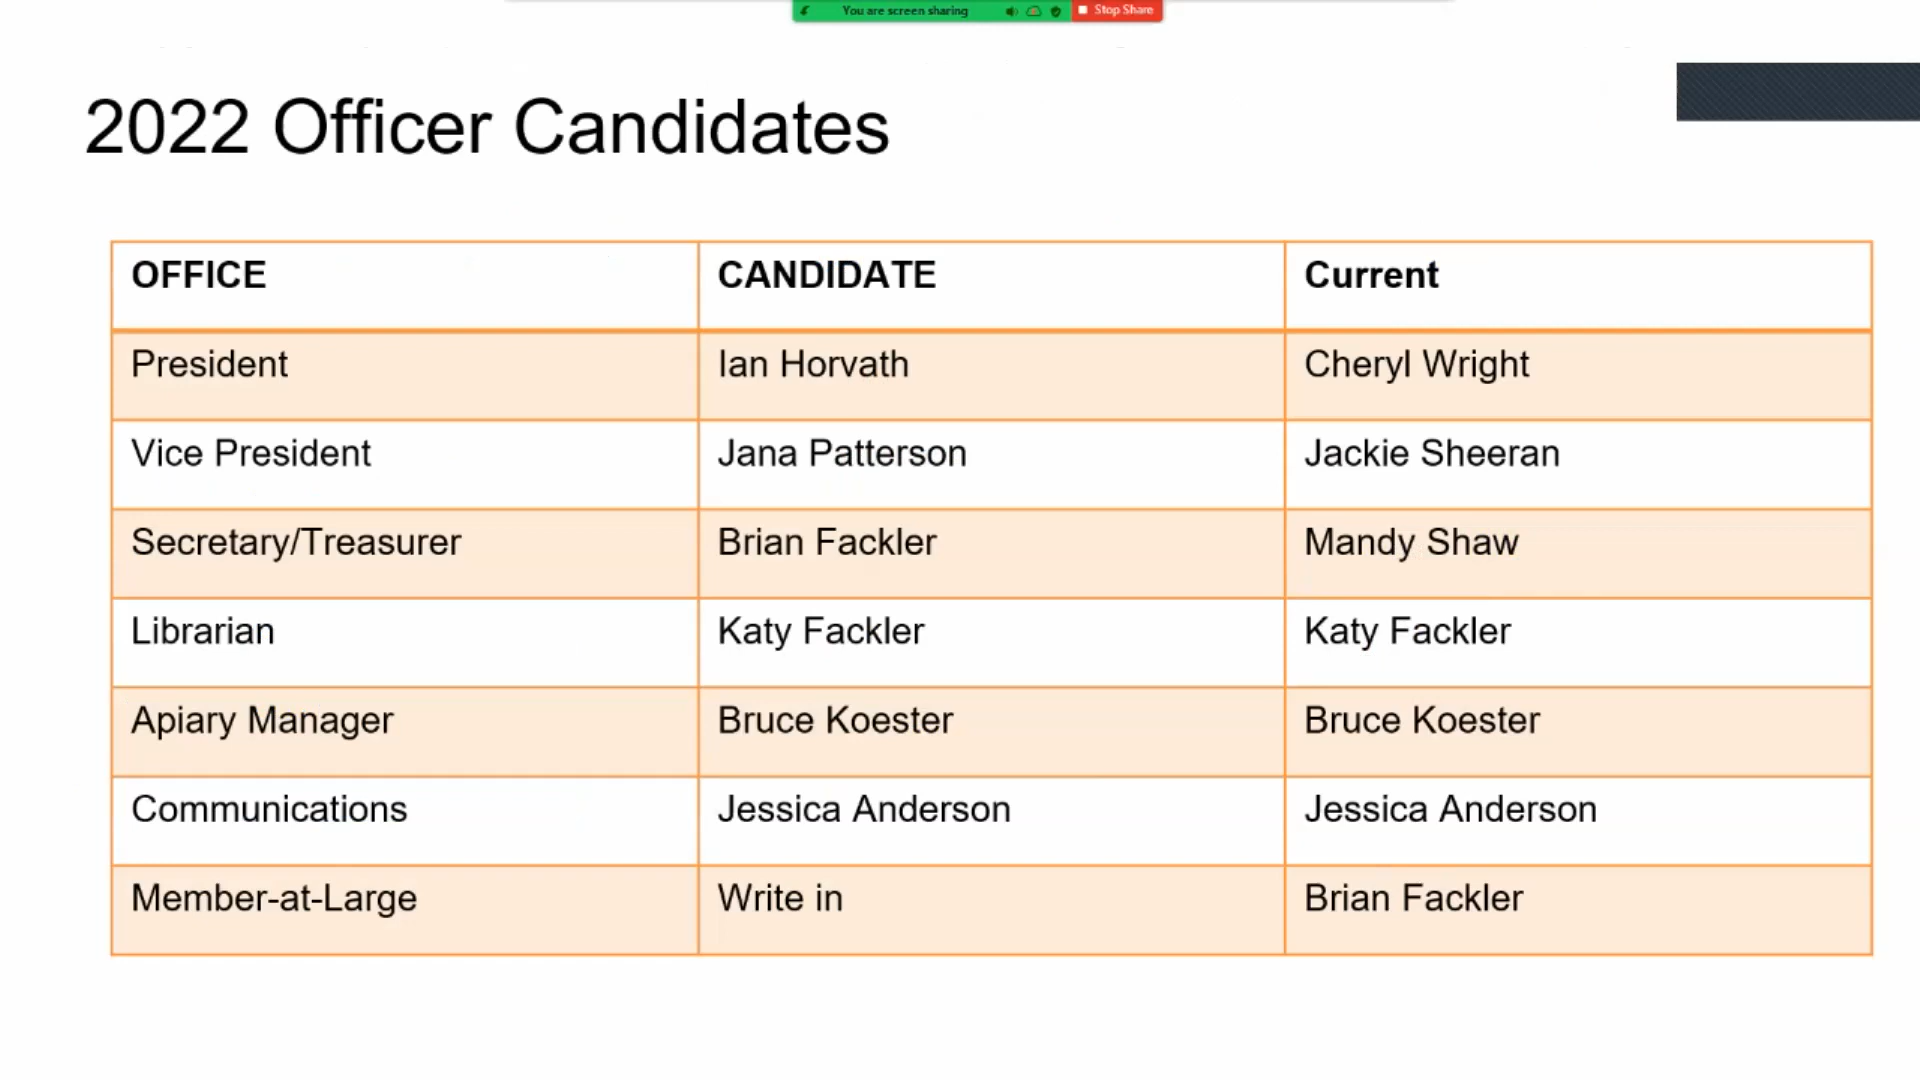 You are screen sharing
Stop Share
2022 Officer Candidates
OFFICE CANDIDATE Current
President Ian Horvath Cheryl Wright
Vice President Jana Patterson Jackie Sheeran
Secretary/Treasurer Brian Fackler Mandy Shaw
Librarian Katy Fackler Katy Fackler
Apiary Manager Bruce Koester Bruce Koester
Communications Jessica Anderson Jessica Anderson
Member-at-Large Write in Brian Fackler